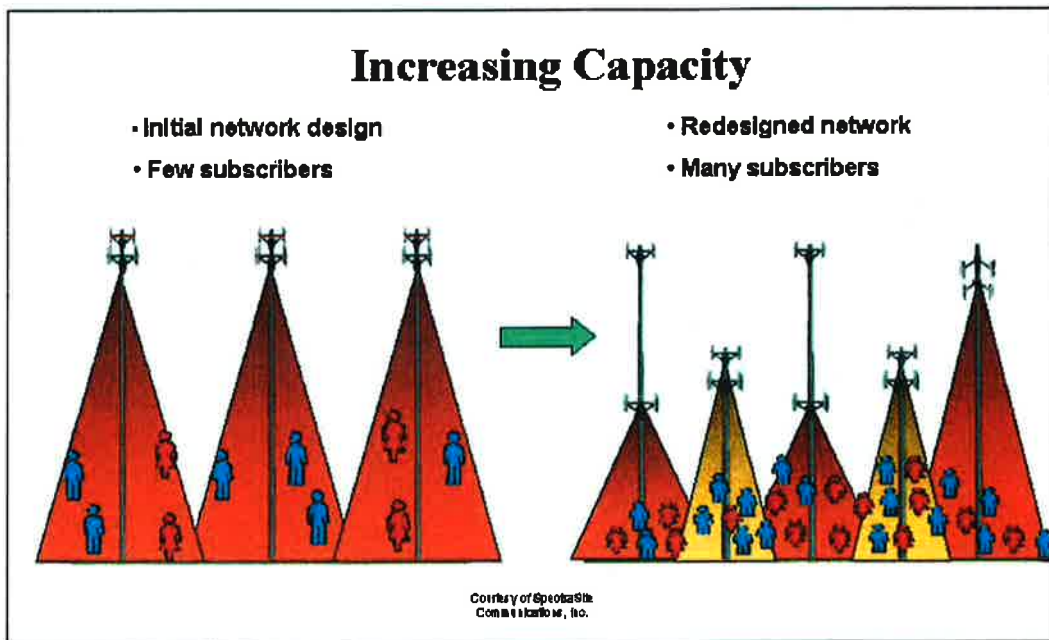 Increasing Capacity
• Initial network design
• Few subscribers
• Redesigned network
• Many subscribers
Courtesy of SpectraSite
Communications, Inc.